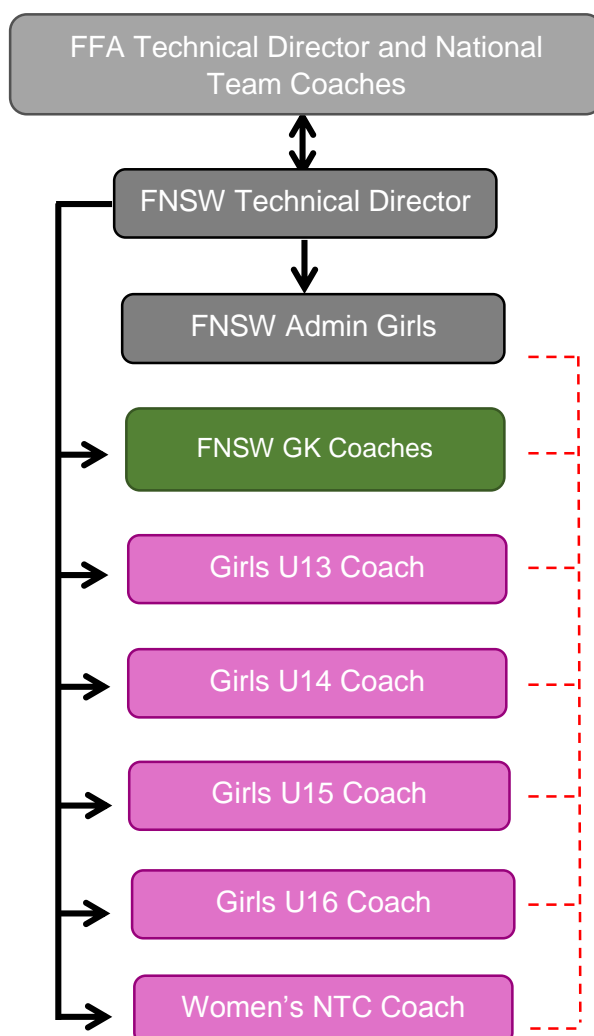 FFA Technical Director and National
Team Coaches
FNSW Technical Director
FNSW Admin Girls
FNSW GK Coaches
Girls U13 Coach
Girls U14 Coach
Girls U15 Coach
Girls U16 Coach
Women’s NTC Coach